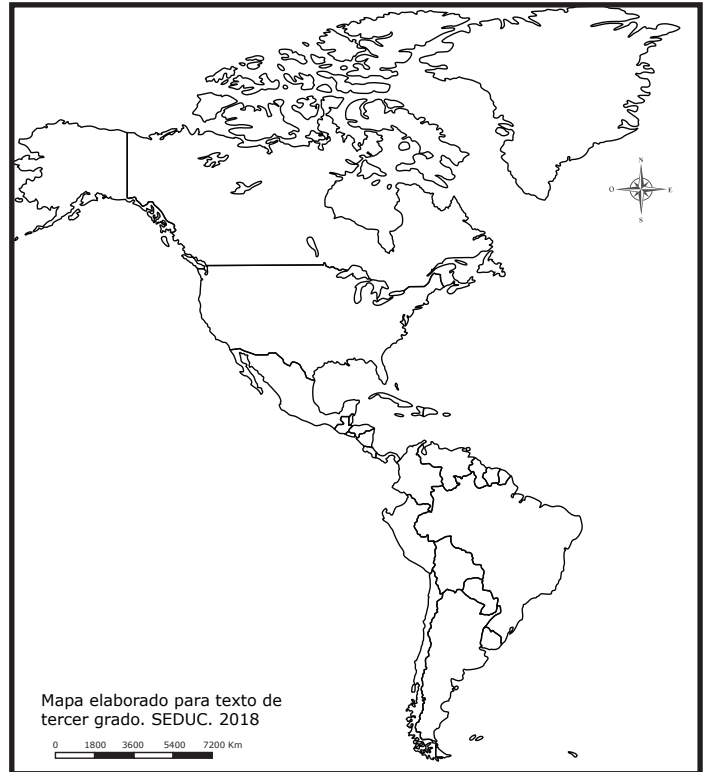 N
O E
S
Mapa elaborado para texto de
tercer grado. SEDUC. 2018
0 1800 3600 5400 7200 Km